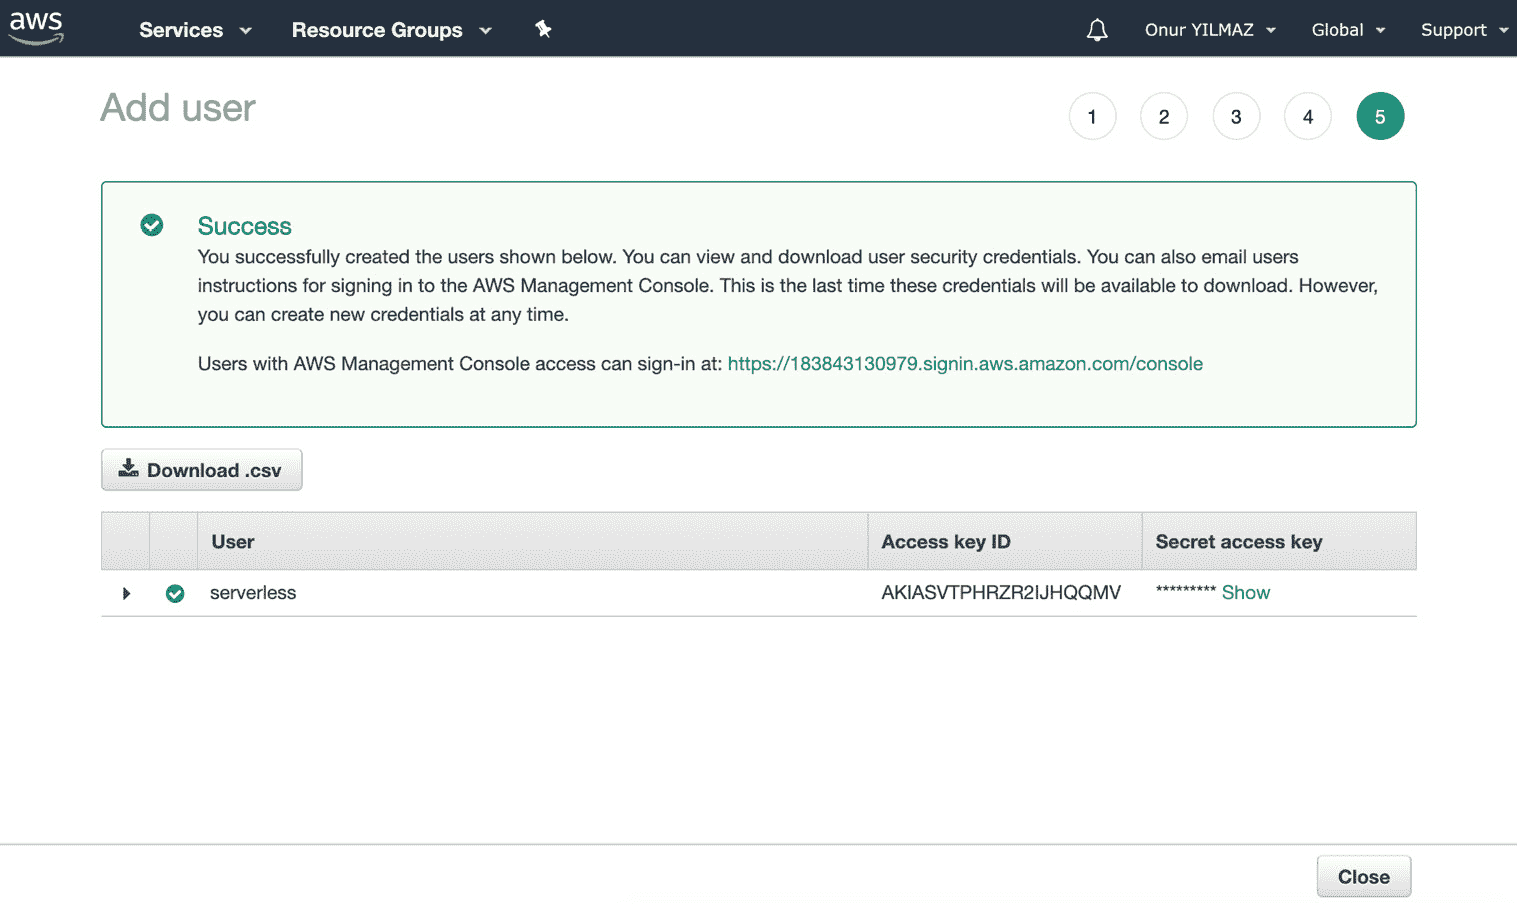 aws Services Resource Groups Onur YILMAZ Global Support
Add user
1 2 3 4 5
Success
You successfully created the users shown below. You can view and download user security credentials. You can also email users
instructions for signing in to the AWS Management Console. This is the last time these credentials will be available to download. However,
you can create new credentials at any time.
Users with AWS Management Console access can sign-in at: https://183843130979.signin.aws.amazon.com/console
Download .csv
User Access key ID Secret access key
serverless AKIASVTPHRZR2IJHQQMV ********* Show
Close